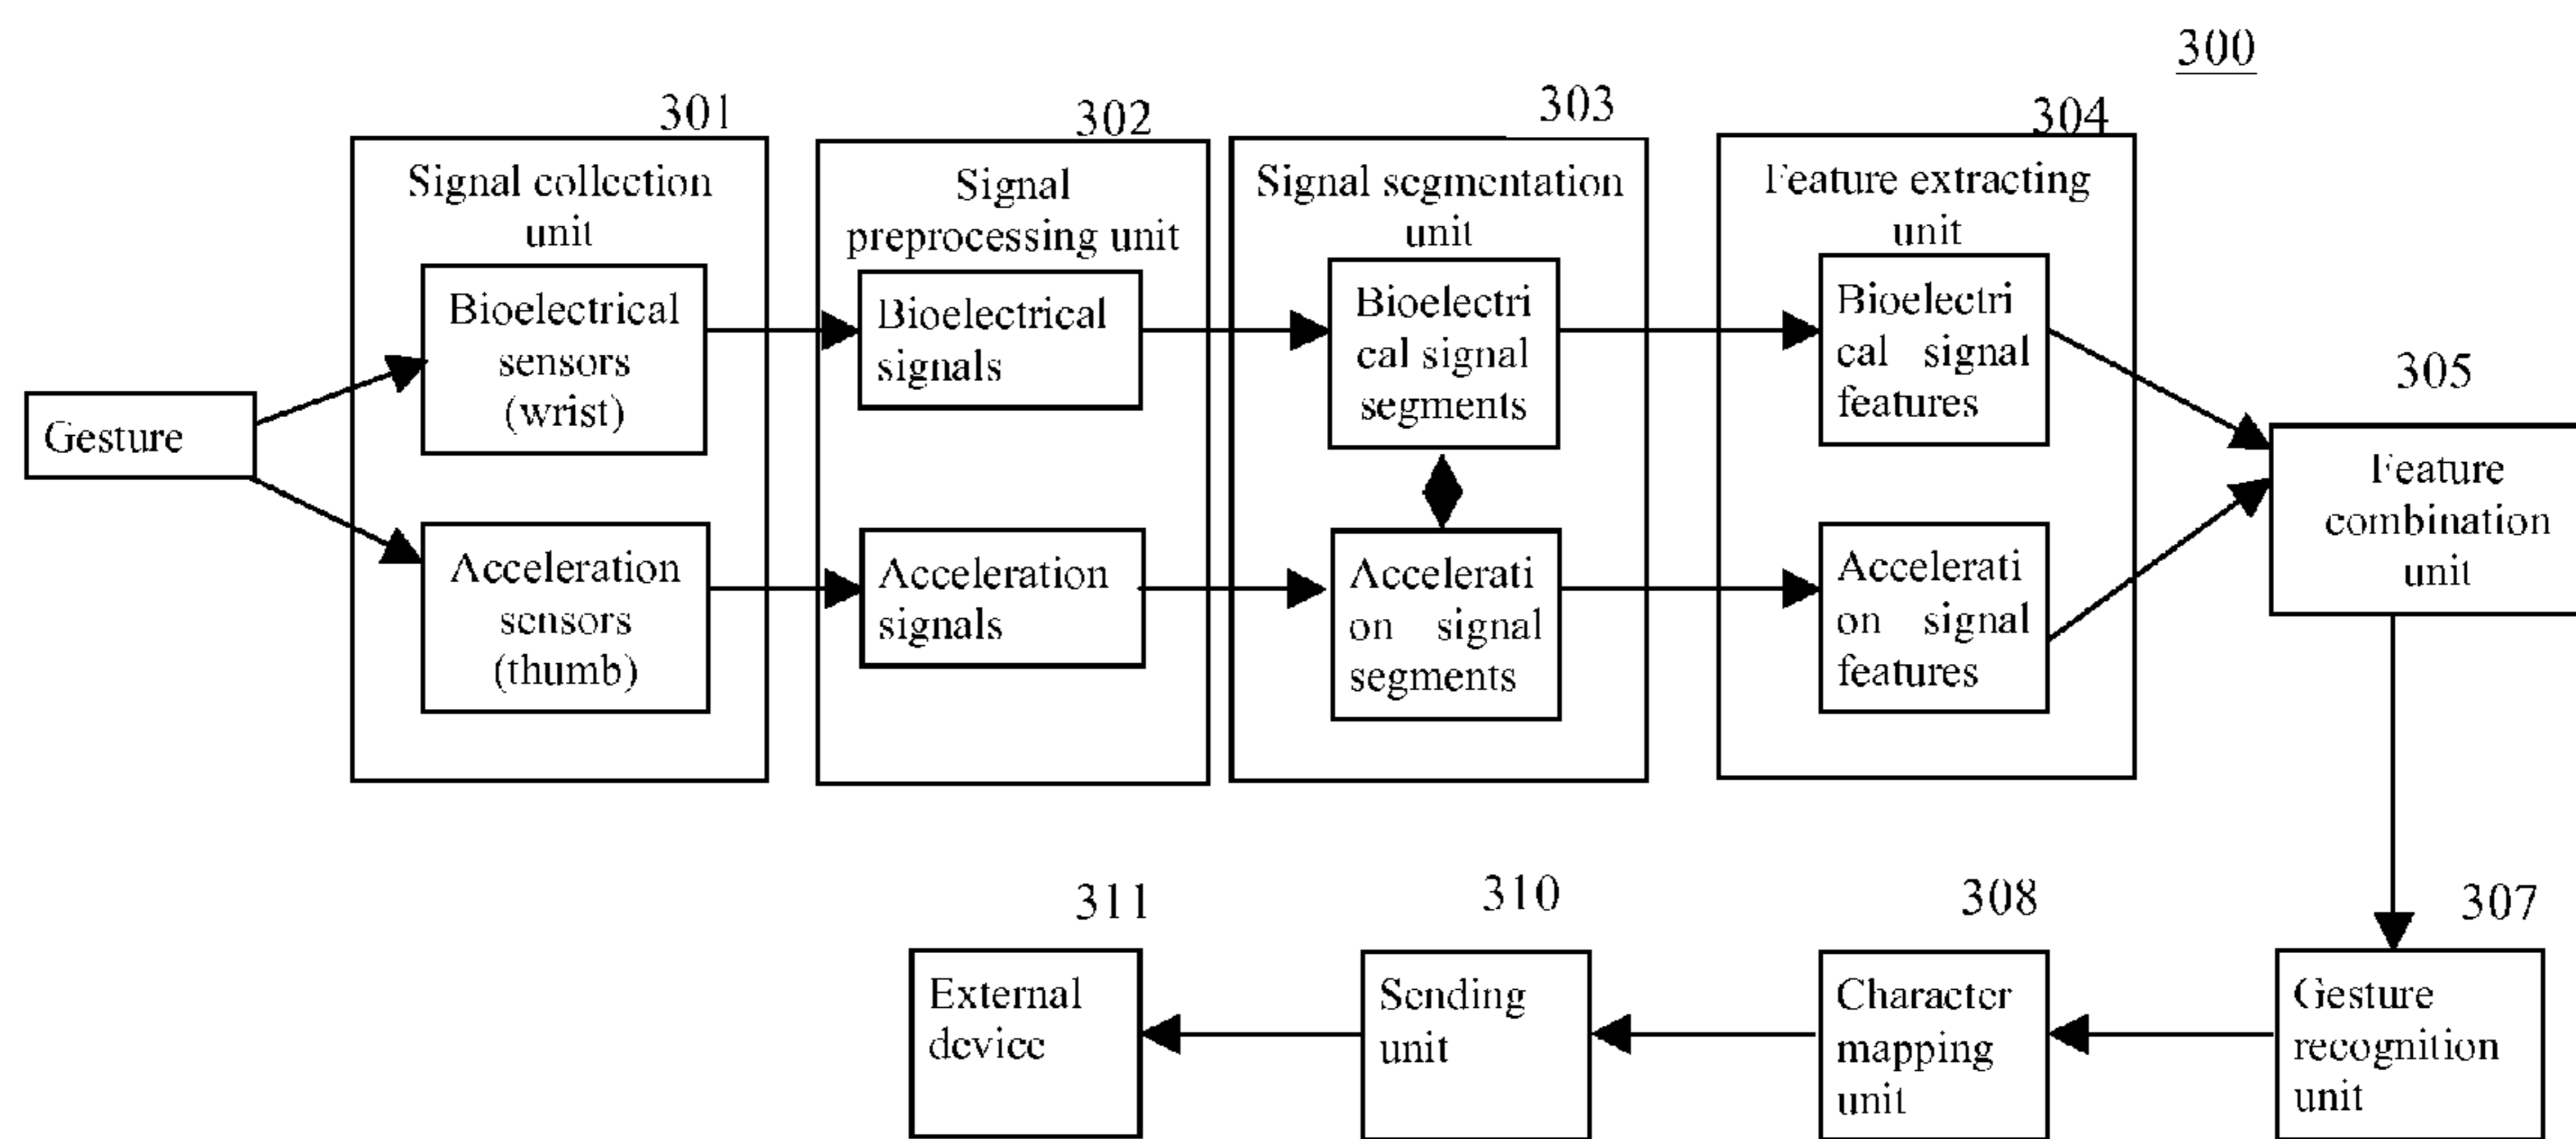 300
301
302
303
304
Signal collection
unit
Signal
preprocessing unit
Signal segmentation
unit
Feature extracting
unit
Gesture
Bioelectrical
sensors
(wrist)
Bioelectrical
signals
Bioelectri
cal signal
segments
Bioelectri
cal signal
features
Acceleration
sensors
(thumb)
Acceleration
signals
Accelerati
on signal
segments
Accelerati
on signal
features
305
Feature
combination
unit
307
Gesture
recognition
unit
308
Character
mapping
unit
310
Sending
unit
311
External
device